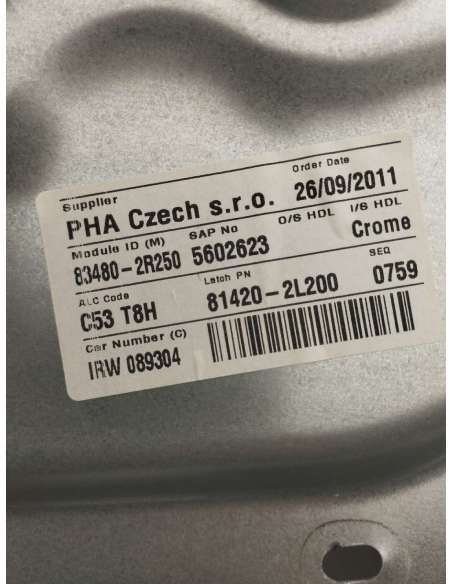 Supplier
Order Date
PHA Czech s.r.o. 26/09/2011
Module ID (M) SAP No O/S HDL I/S HDL
83480-2R250 5602623 Crome
ALC Code Latch PN SEQ
C53 T8H 81420-2L200 0759
Car Number (C)
IRW 089304